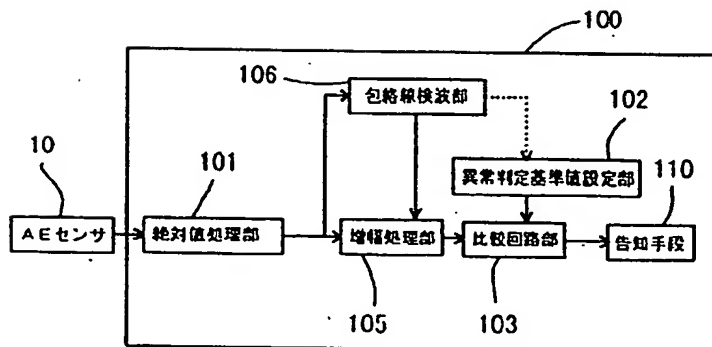 100
106
包絡線検波部
102
10
101
異常判定基準値設定部
110
AEセンサ
絶対値処理部
増幅処理部
比較回路部
告知手段
105
103